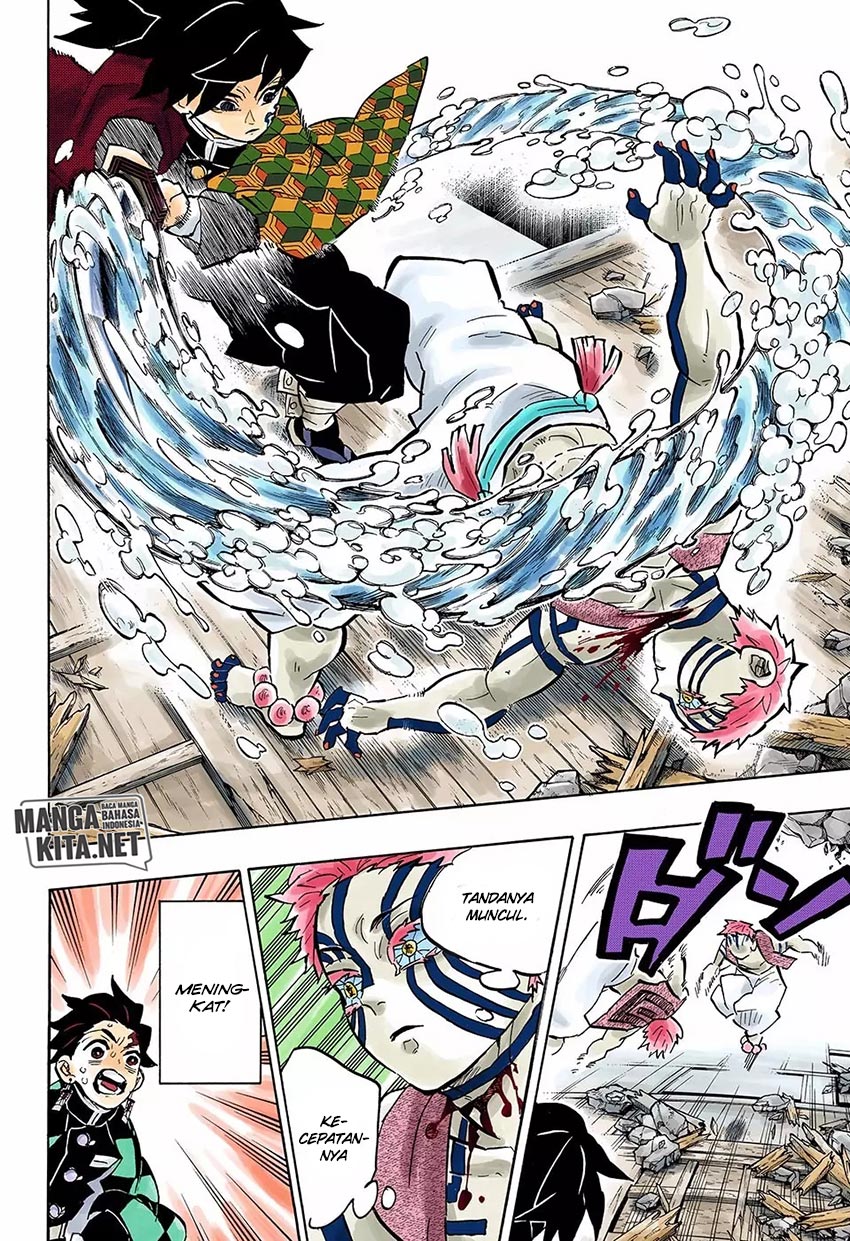 MANGA
KITA.NET
BACA MANGA
BAHASA
INDONESIA
ダン
TANDANYA
MUNCUL.
KE-
CEPATAN-
NYA
MENING-
KAT!